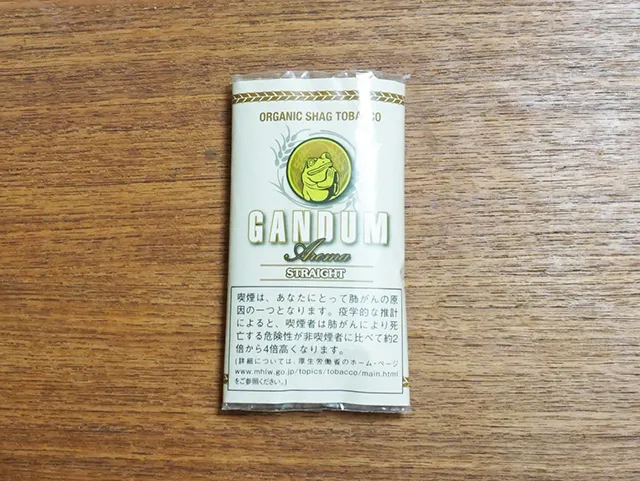 ORGANIC SHAG TOBACCO
GANDUM
Aroma
STRAIGHT
喫煙は、あなたにとって肺がんの原
因の一つとなります。疫学的な推計
によると、喫煙者は肺がんにより死
亡する危険性が非喫煙者に比べて約2
倍から4倍高くなります。
(詳細については、厚生労働省のホーム・ページ
www.mhlw.go.jp/topics/tobacco/main.html
をご参照ください。)